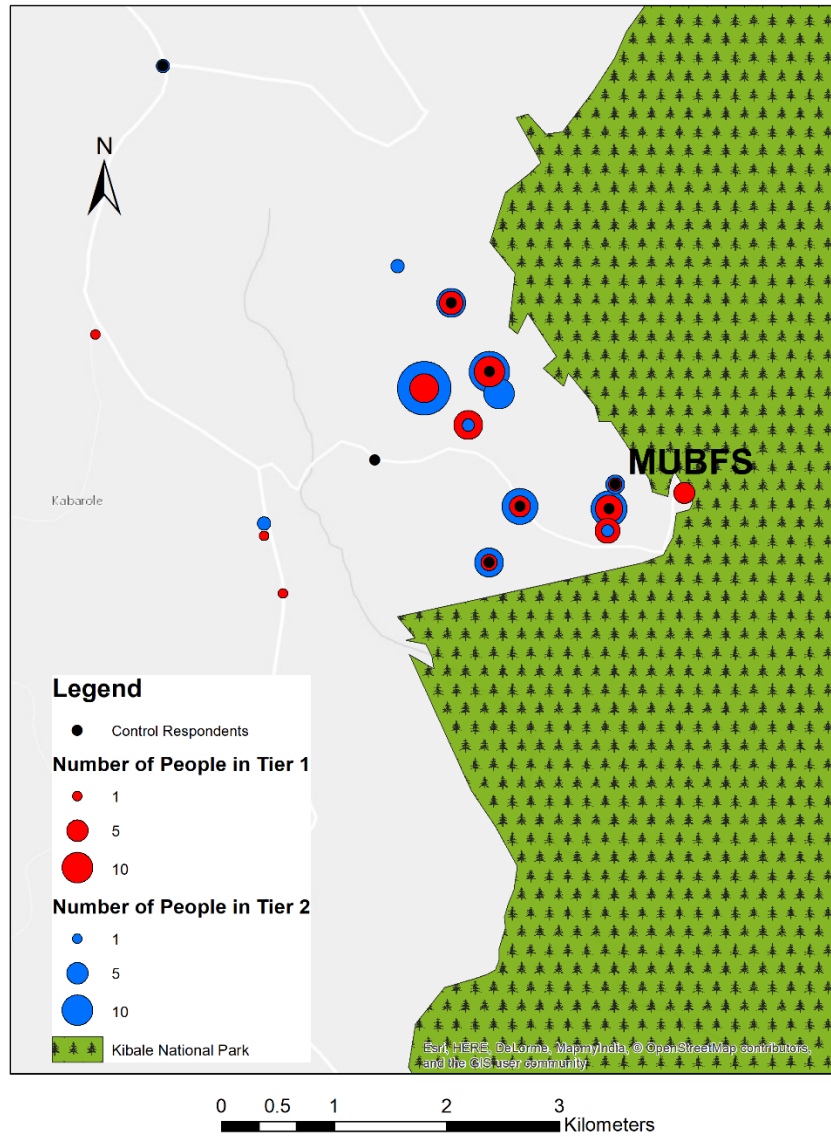 N
MUBFS
Kabarole
Legend
Control Respondents
Number of People in Tier 1
1
5
10
Number of People in Tier 2
1
5
10
Kibale National Park
Esri, HERE, DeLorme, MapmyIndia, © OpenStreetMap contributors,
and the GIS user community
0 0.5 1 2 3
Kilometers